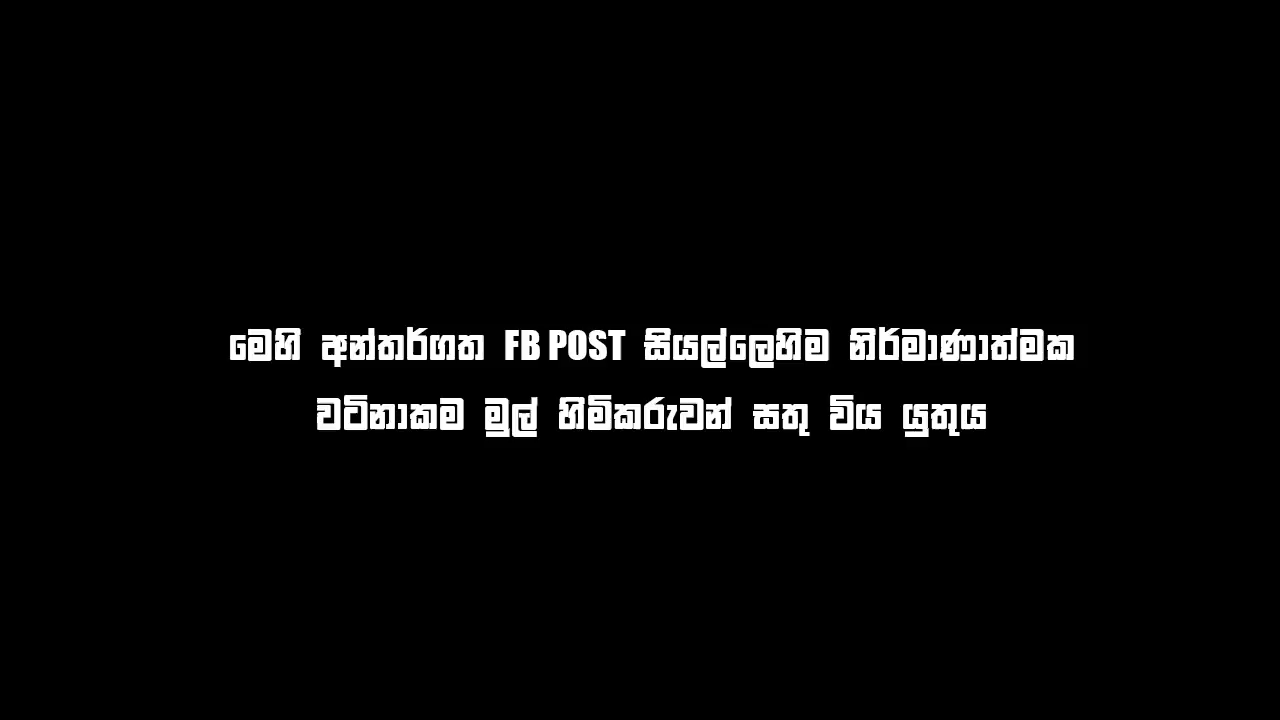 මෙහි අන්තර්ගත FB POST සියල්ලෙහිම නිර්මාණාත්මක
වටිනාකම මුල් හිමිකරුවන් සතු විය යුතුය